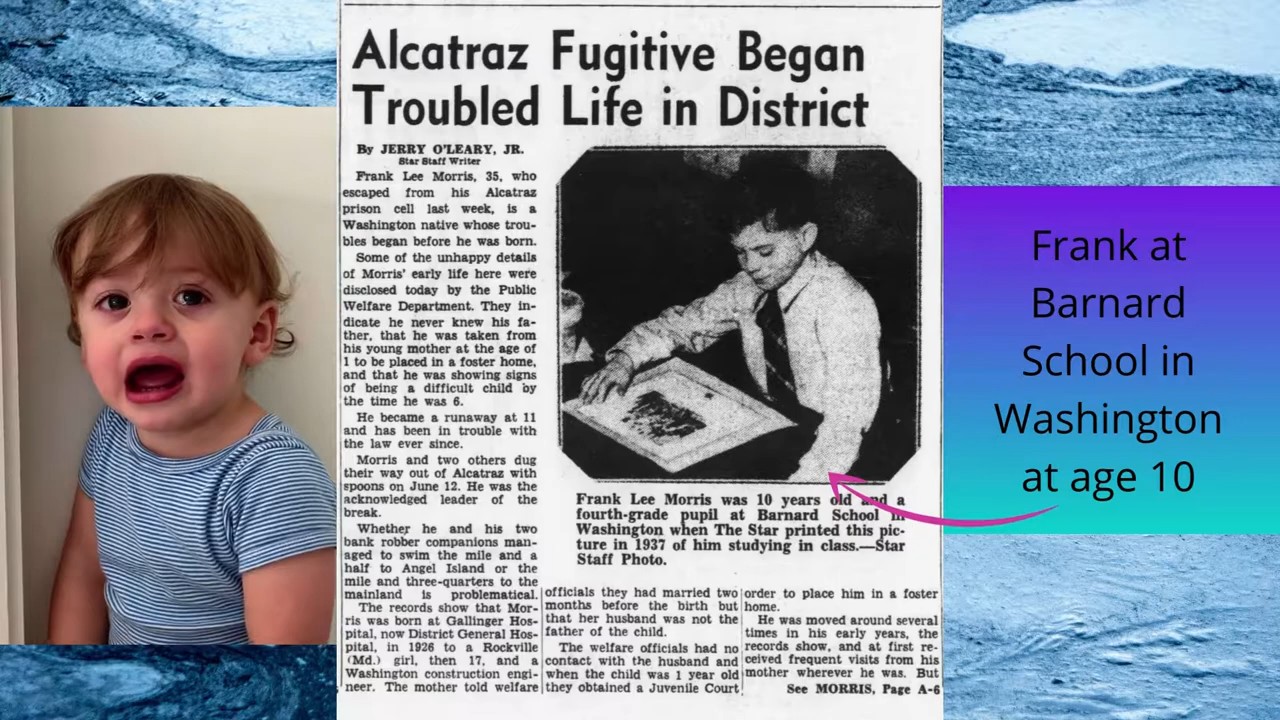 Alcatraz Fugitive Began
Troubled Life in District
By JERRY O'LEARY, JR.
Star Staff Writer
Frank Lee Morris, 35, who
escaped from his Alcatraz
prison cell last week, is a
Washington native whose trou-
bles began before he was born.
Some of the unhappy details
of Morris' early life here were
disclosed today by the Public
Welfare Department. They in-
dicate he never knew his fa-
ther, that he was taken from
his young mother at the age of
1 to be placed in a foster home,
and that he was showing signs
of being a difficult child by
the time he was 6.
He became a runaway at 11
and has been in trouble with
the law ever since.
Morris and two others dug
their way out of Alcatraz with
spoons on June 12. He was the
acknowledged leader of the
break.
Whether he and his two
bank robber companions man-
aged to swim the mile and a
half to Angel Island or the
mile and three-quarters to the
mainland is problematical.
The records show that Mor-
ris was born at Gallinger Hos-
pital, now District General Hos-
pital, in 1926 to a Rockville
(Md.) girl, then 17, and a
Washington construction engi-
neer. The mother told welfare
Frank Lee Morris was 10 years old and a
fourth-grade pupil at Barnard School in
Washington when The Star printed this pic-
ture in 1937 of him studying in class.—Star
Staff Photo.
officials they had married two
months before the birth but
that her husband was not the
father of the child.
The welfare officials had no
contact with the husband and
when the child was 1 year old
they obtained a Juvenile Court
order to place him in a foster
home.
He was moved around several
times in his early years, the
records show, and at first re-
ceived frequent visits from his
mother wherever he was. But
See MORRIS, Page A-6
Frank at
Barnard
School in
Washington
at age 10